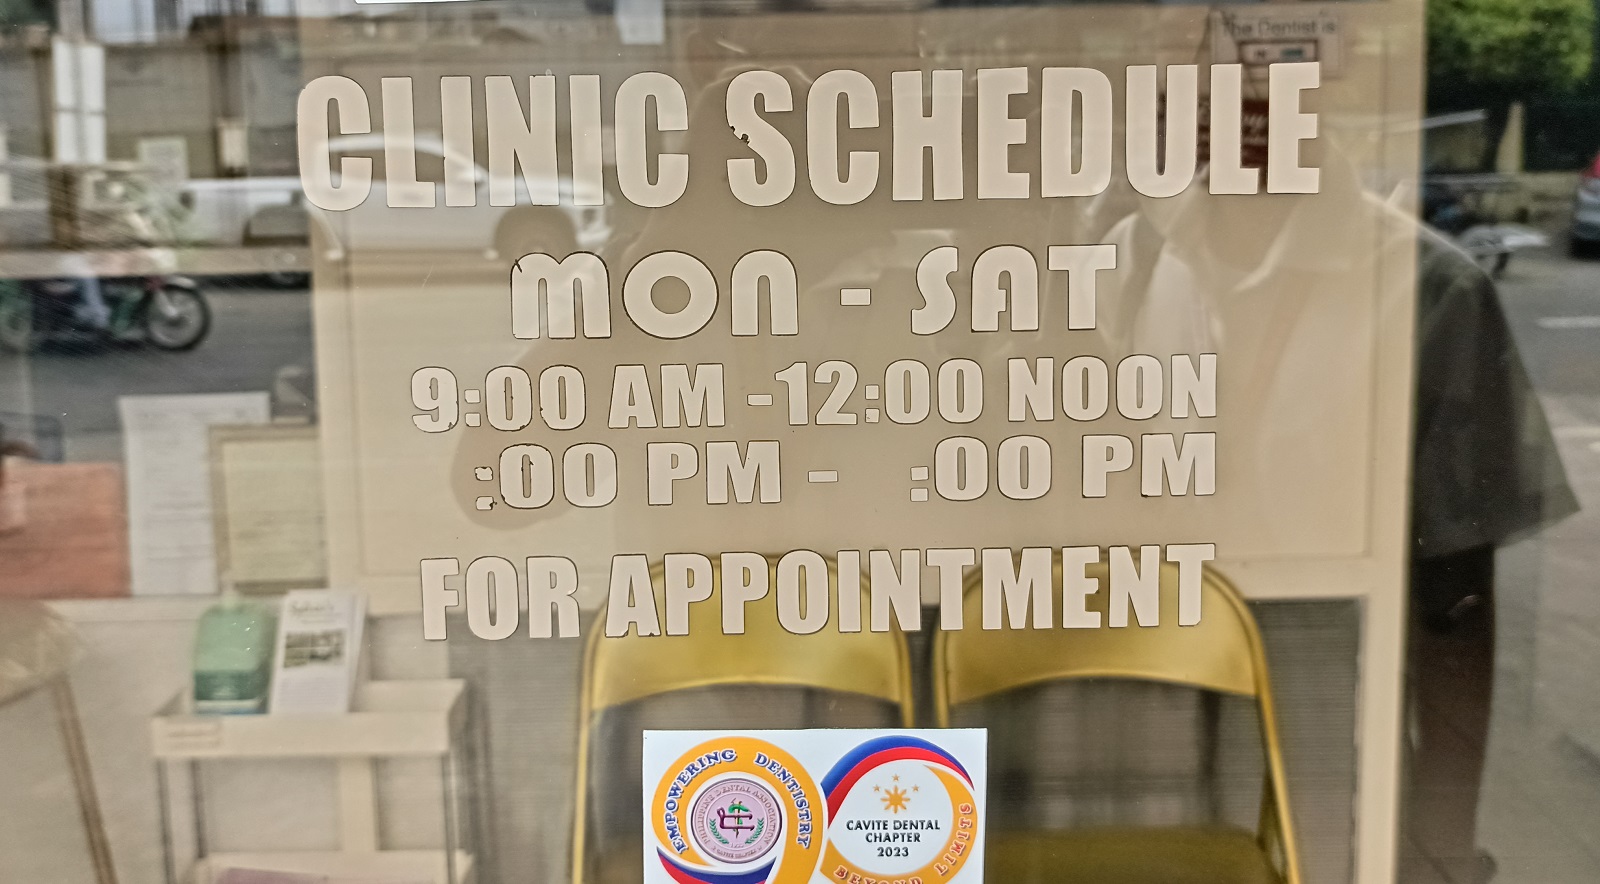 The Dentist is
CLINIC SCHEDULE
MON - SAT
9:00 AM -12:00 NOON
:00 PM - :00 PM
FOR APPOINTMENT
EMPOWERING DENTISTRY
PHILIPPINE DENTAL ASSOCIATION
CAVITE DENTAL
CHAPTER
2023
BEYOND LIMITS